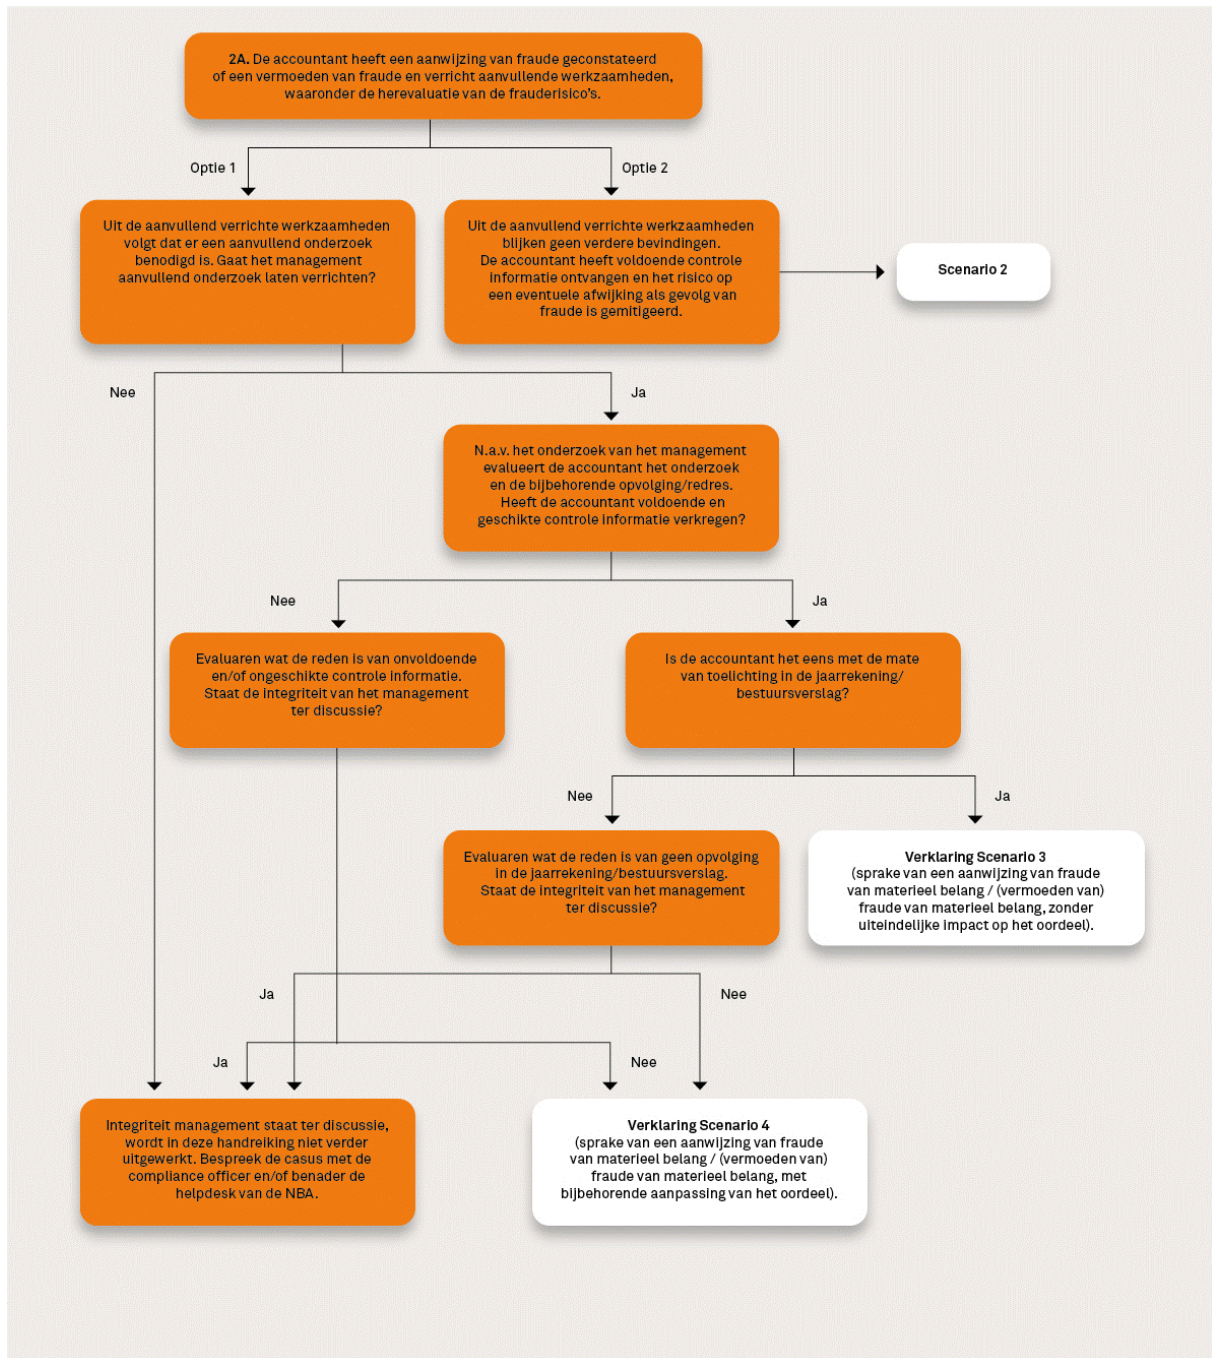 2A. De accountant heeft een aanwijzing van fraude geconstateerd
of een vermoeden van fraude en verricht aanvullende werkzaamheden,
waaronder de herevaluatie van de frauderisico's.
Optie 1
Optie 2
Uit de aanvullend verrichte werkzaamheden
volgt dat er een aanvullend onderzoek
benodigd is. Gaat het management
aanvullend onderzoek laten verrichten?
Uit de aanvullend verrichte werkzaamheden
blijken geen verdere bevindingen.
De accountant heeft voldoende controle
informatie ontvangen en het risico op
een eventuele afwijking als gevolg van
fraude is gemitigeerd.
Scenario 2
Nee
Ja
N.a.v. het onderzoek van het management
evalueert de accountant het onderzoek
en de bijbehorende opvolging/redres.
Heeft de accountant voldoende en
geschikte controle informatie verkregen?
Nee
Ja
Evalueren wat de reden is van onvoldoende
en/of ongeschikte controle informatie.
Staat de integriteit van het management
ter discussie?
Is de accountant het eens met de mate
van toelichting in de jaarrekening/
bestuursverslag?
Nee
Ja
Evalueren wat de reden is van geen opvolging
in de jaarrekening/bestuursverslag.
Staat de integriteit van het management
ter discussie?
Verklaring Scenario 3
(sprake van een aanwijzing van fraude
van materieel belang / (vermoeden van)
fraude van materieel belang, zonder
uiteindelijke impact op het oordeel).
Ja
Nee
Ja
Nee
Integriteit management staat ter discussie,
wordt in deze handreiking niet verder
uitgewerkt. Bespreek de casus met de
compliance officer en/of benader de
helpdesk van de NBA.
Verklaring Scenario 4
(sprake van een aanwijzing van fraude
van materieel belang / (vermoeden van)
fraude van materieel belang, met
bijbehorende aanpassing van het oordeel).